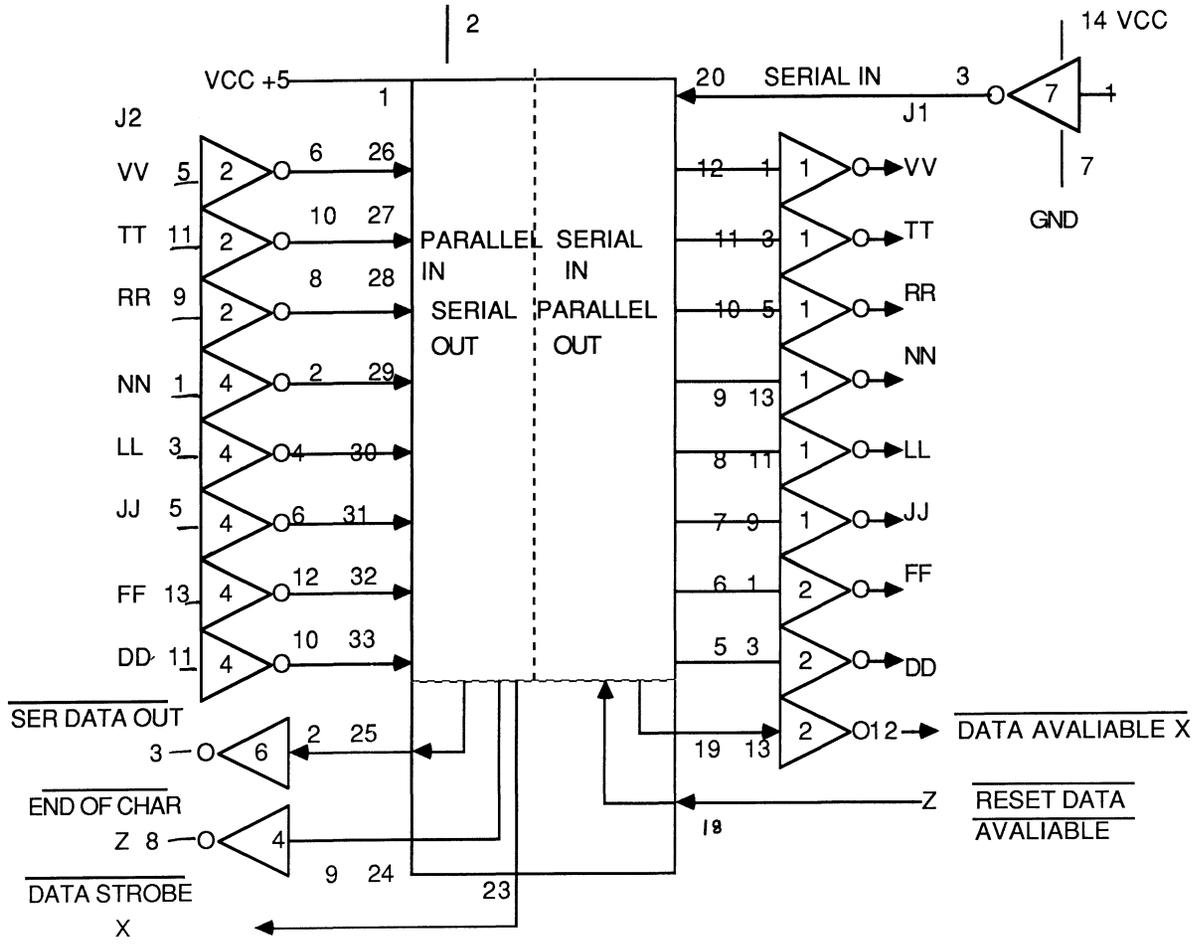 2
14 VCC
VCC +5
1
20 SERIAL IN 3
7
1
J2
J1
7
GND
VV 5 2 6 26
12 1 1 VV
TT 11 2 10 27
11 3 1 TT
RR 9 2 8 28
10 5 1 RR
NN 1 4 2 29
9 13 1 NN
LL 3 4 4 30
8 11 1 LL
JJ 5 4 6 31
7 9 1 JJ
FF 13 4 12 32
6 1 2 FF
DD 11 4 10 33
5 3 2 DD
PARALLEL
IN
SERIAL
OUT
SERIAL
IN
PARALLEL
OUT
SER DATA OUT
3 6 2 25
19 13 2 12 DATA AVALIABLE X
END OF CHAR
Z 8 4
9 24
Z RESET DATA
AVALIABLE
18
DATA STROBE
X
23